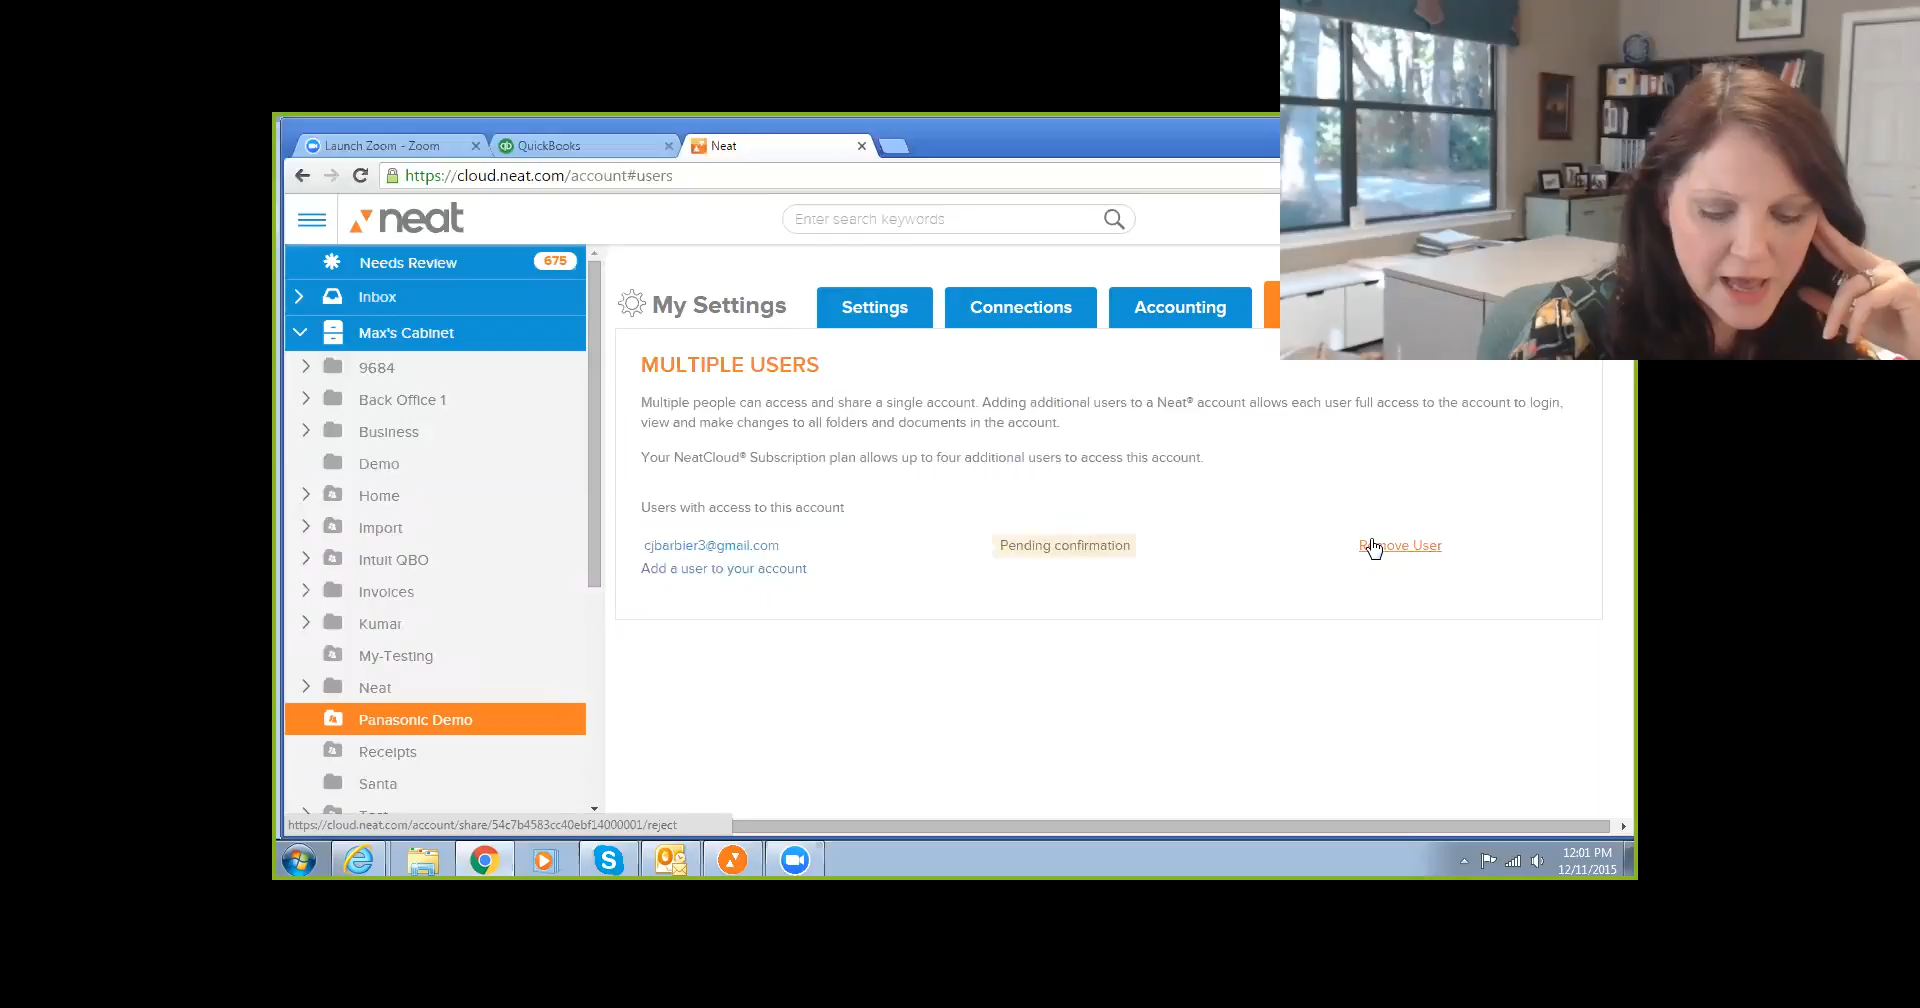 Launch Zoom - Zoom
QuickBooks
Neat
https://cloud.neat.com/account#users
neat
Enter search keywords
Needs Review
675
Inbox
Max's Cabinet
9684
Back Office 1
Business
Demo
Home
Import
Intuit QBO
Invoices
Kumar
My-Testing
Neat
Panasonic Demo
Receipts
Santa
My Settings
Settings
Connections
Accounting
MULTIPLE USERS
Multiple people can access and share a single account. Adding additional users to a Neat® account allows each user full access to the account to login,
view and make changes to all folders and documents in the account.
Your NeatCloud® Subscription plan allows up to four additional users to access this account.
Users with access to this account
cjbarbier3@gmail.com
Pending confirmation
Remove User
Add a user to your account
https://cloud.neat.com/account/share/54c7b4583cc40ebf14000001/reject
12:01 PM
12/11/2015